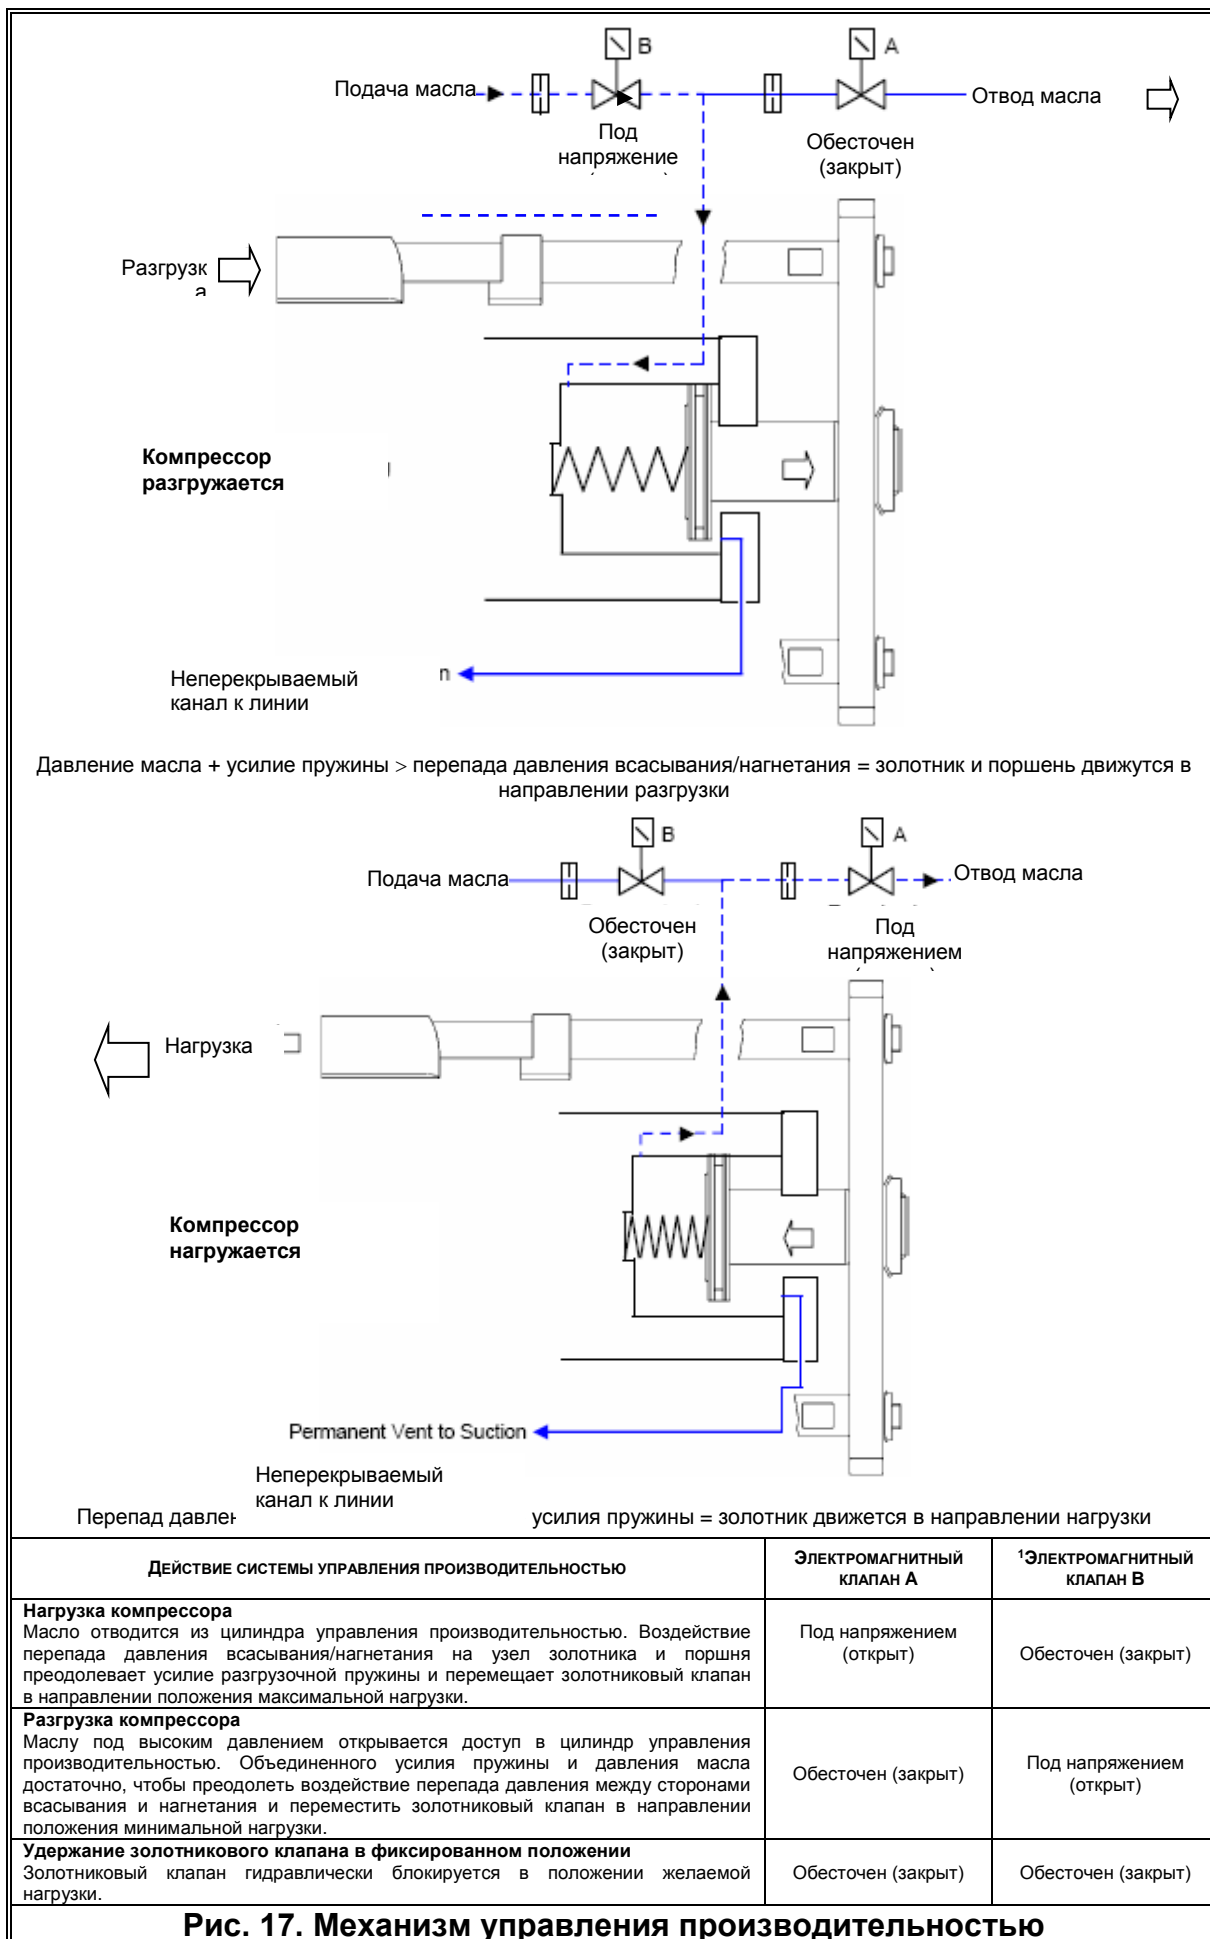 B
A
Подача масла
Отвод масла
Под
напряжение
Обесточен
(закрыт)
Разгрузк
а
Компрессор
разгружается
Неперекрываемый
канал к линии
n
Давление масла + усилие пружины > перепада давления всасывания/нагнетания = золотник и поршень движутся в
направлении разгрузки
B
A
Подача масла
Отвод масла
Обесточен
(закрыт)
Под
напряжением
Нагрузка
Компрессор
нагружается
Permanent Vent to Suction
Неперекрываемый
канал к линии
Перепад давлен усилия пружины = золотник движется в направлении нагрузки
ДЕЙСТВИЕ СИСТЕМЫ УПРАВЛЕНИЯ ПРОИЗВОДИТЕЛЬНОСТЬЮ
ЭЛЕКТРОМАГНИТНЫЙ
КЛАПАН А
¹ЭЛЕКТРОМАГНИТНЫЙ
КЛАПАН В
Нагрузка компрессора
Масло отводится из цилиндра управления производительностью. Воздействие
перепада давления всасывания/нагнетания на узел золотника и поршня
преодолевает усилие разгрузочной пружины и перемещает золотниковый клапан
в направлении положения максимальной нагрузки.
Под напряжением
(открыт)
Обесточен (закрыт)
Разгрузка компрессора
Маслу под высоким давлением открывается доступ в цилиндр управления
производительностью. Объединенного усилия пружины и давления масла
достаточно, чтобы преодолеть воздействие перепада давления между сторонами
всасывания и нагнетания и переместить золотниковый клапан в направлении
положения минимальной нагрузки.
Обесточен (закрыт)
Под напряжением
(открыт)
Удержание золотникового клапана в фиксированном положении
Золотниковый клапан гидравлически блокируется в положении желаемой
нагрузки.
Обесточен (закрыт)
Обесточен (закрыт)
Рис. 17. Механизм управления производительностью